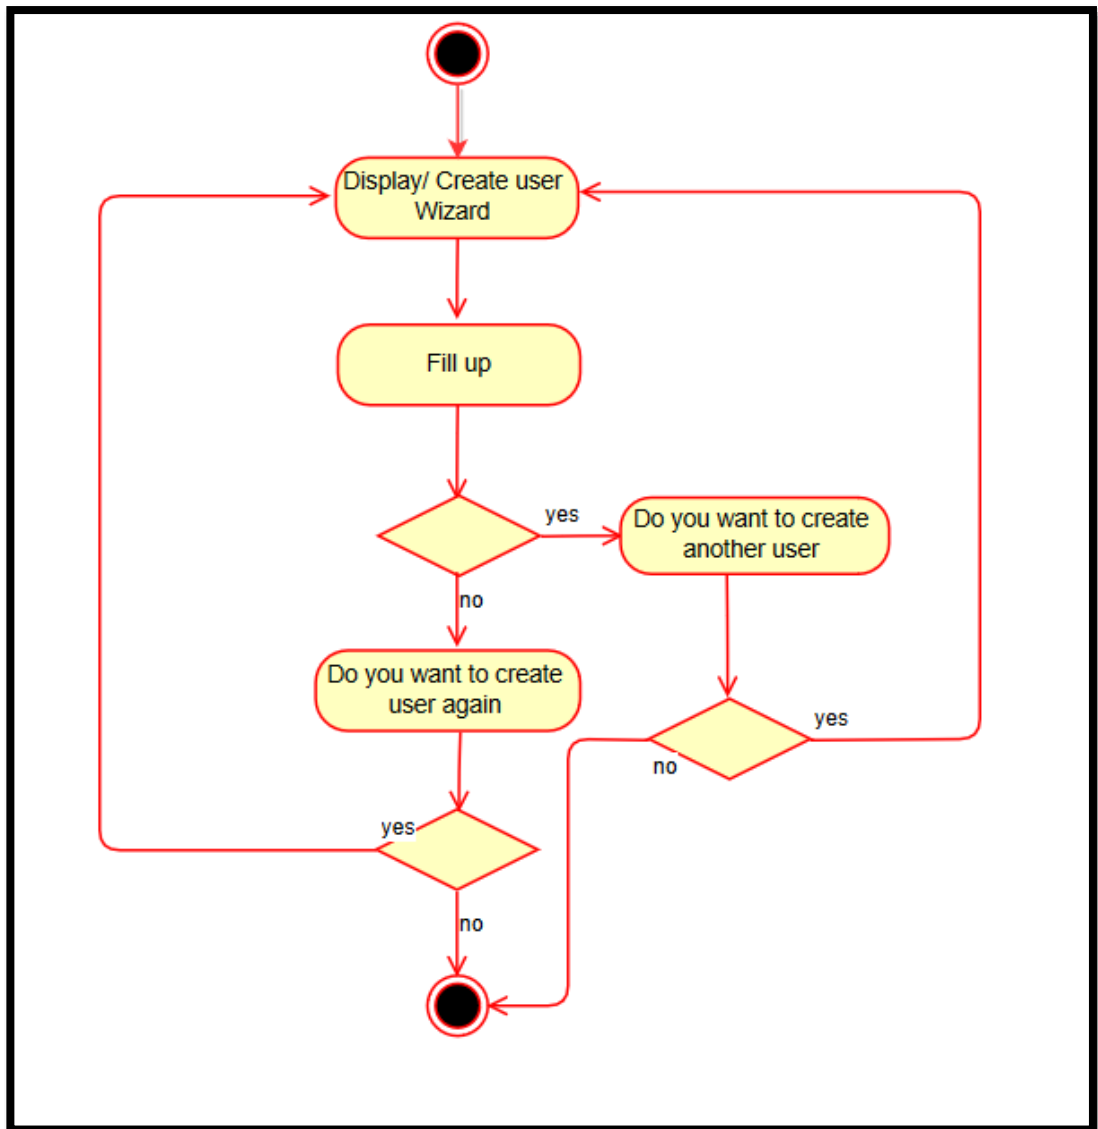 Display/ Create user
Wizard
Fill up
yes
Do you want to create
another user
no
Do you want to create
user again
yes
no
yes
no